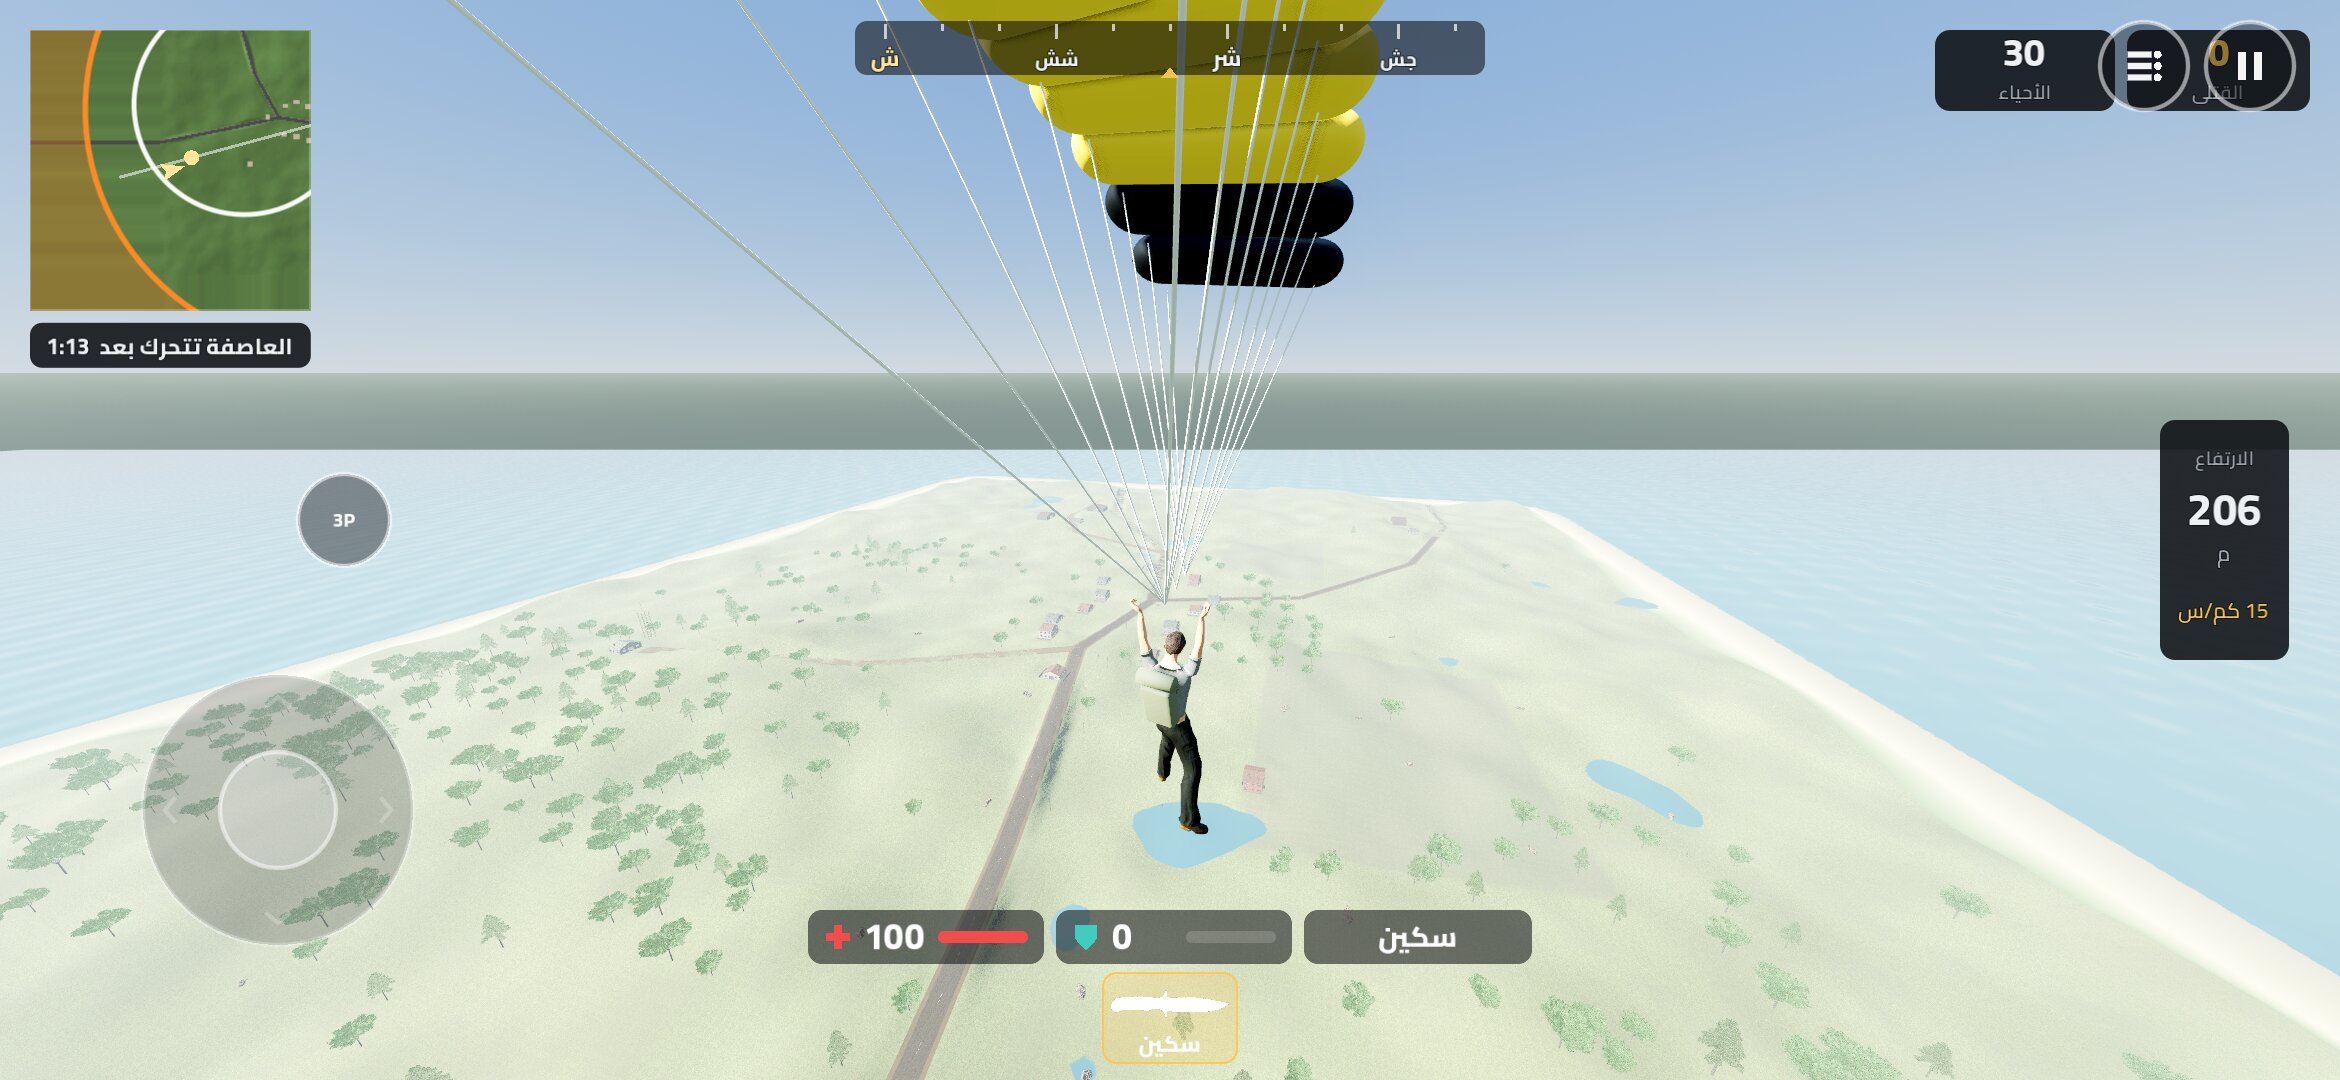 ش
شش
شر
جش
30
الأحياء
0
القتلى
العاصفة تتحرك بعد 1:13
3P
الارتفاع
206
م
15 كم/س
100
0
سكين
سكين